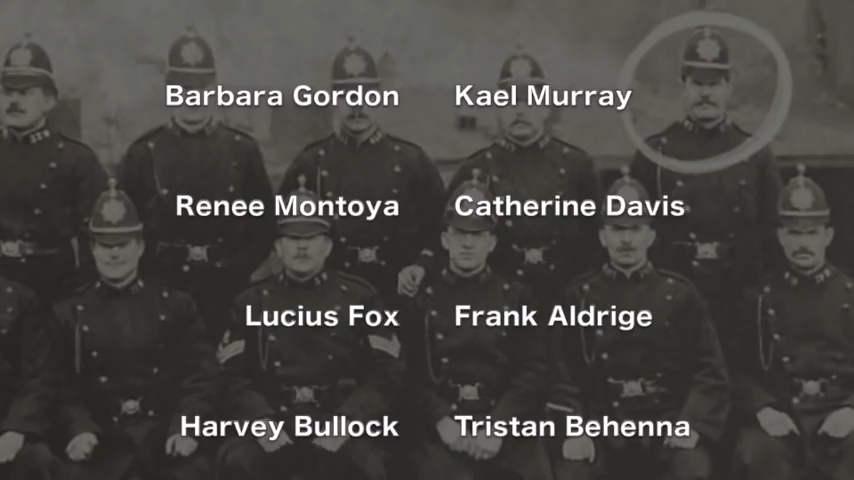 Barbara Gordon Kael Murray
Renee Montoya Catherine Davis
Lucius Fox Frank Aldrige
Harvey Bullock Tristan Behenna